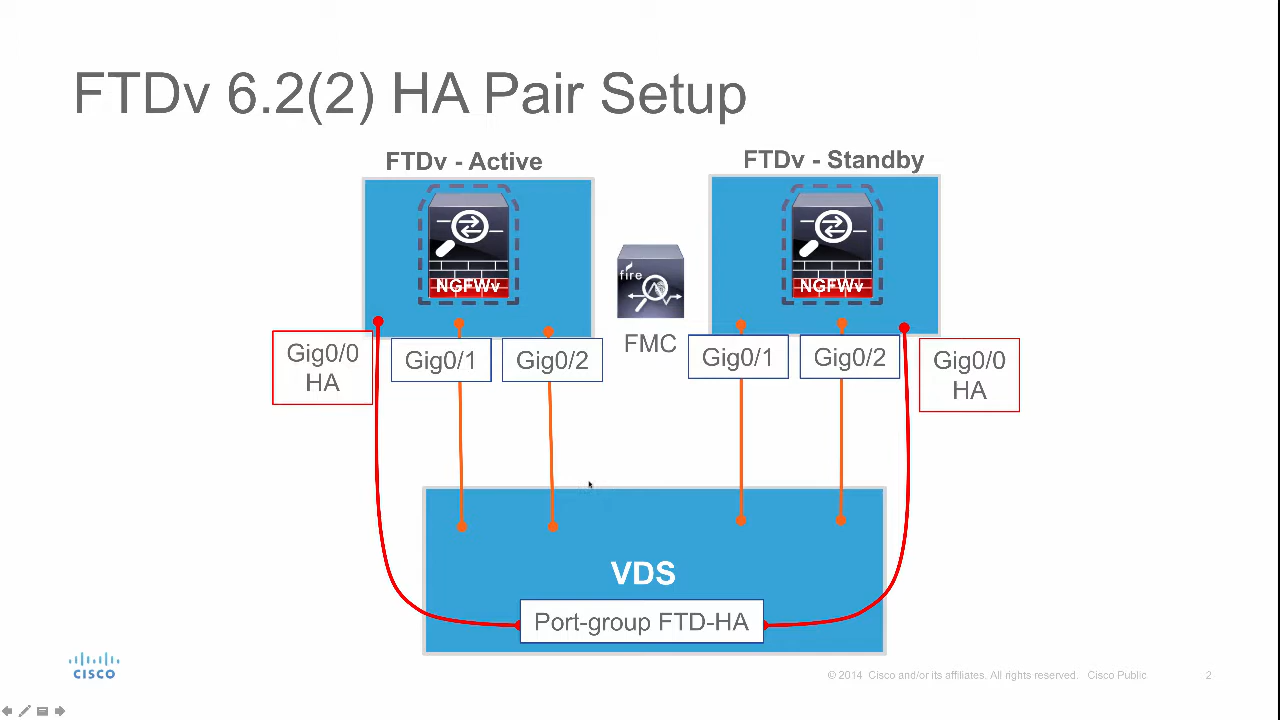 FTDv 6.2(2) HA Pair Setup
FTDv - Active
FTDv - Standby
NGFWv
fire
NGFWv
FMC
Gig0/0
HA
Gig0/1
Gig0/2
Gig0/1
Gig0/2
Gig0/0
HA
VDS
Port-group FTD-HA
CISCO
© 2014 Cisco and/or its affiliates. All rights reserved. Cisco Public
2